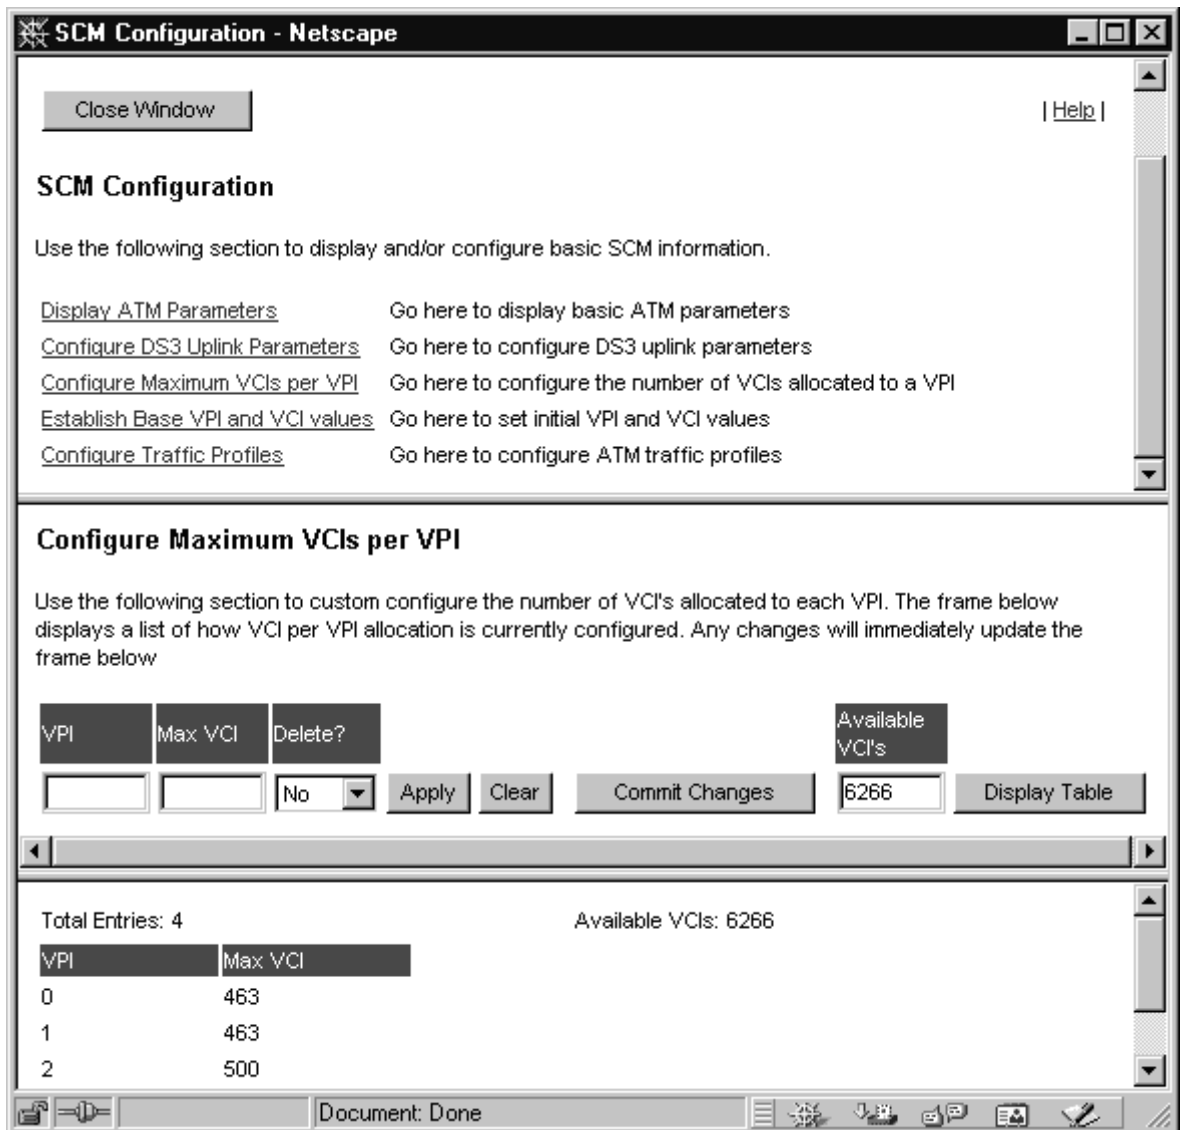 SCM Configuration - Netscape
Close Window
| Help |
SCM Configuration
Use the following section to display and/or configure basic SCM information.
Display ATM Parameters Go here to display basic ATM parameters
Configure DS3 Uplink Parameters Go here to configure DS3 uplink parameters
Configure Maximum VCIs per VPI Go here to configure the number of VCIs allocated to a VPI
Establish Base VPI and VCI values Go here to set initial VPI and VCI values
Configure Traffic Profiles Go here to configure ATM traffic profiles
Configure Maximum VCIs per VPI
Use the following section to custom configure the number of VCI's allocated to each VPI. The frame below
displays a list of how VCI per VPI allocation is currently configured. Any changes will immediately update the
frame below
VPI Max VCI Delete? Available
VCI's
No Apply Clear Commit Changes 6266 Display Table
Total Entries: 4 Available VCIs: 6266
VPI Max VCI
0 463
1 463
2 500
Document: Done